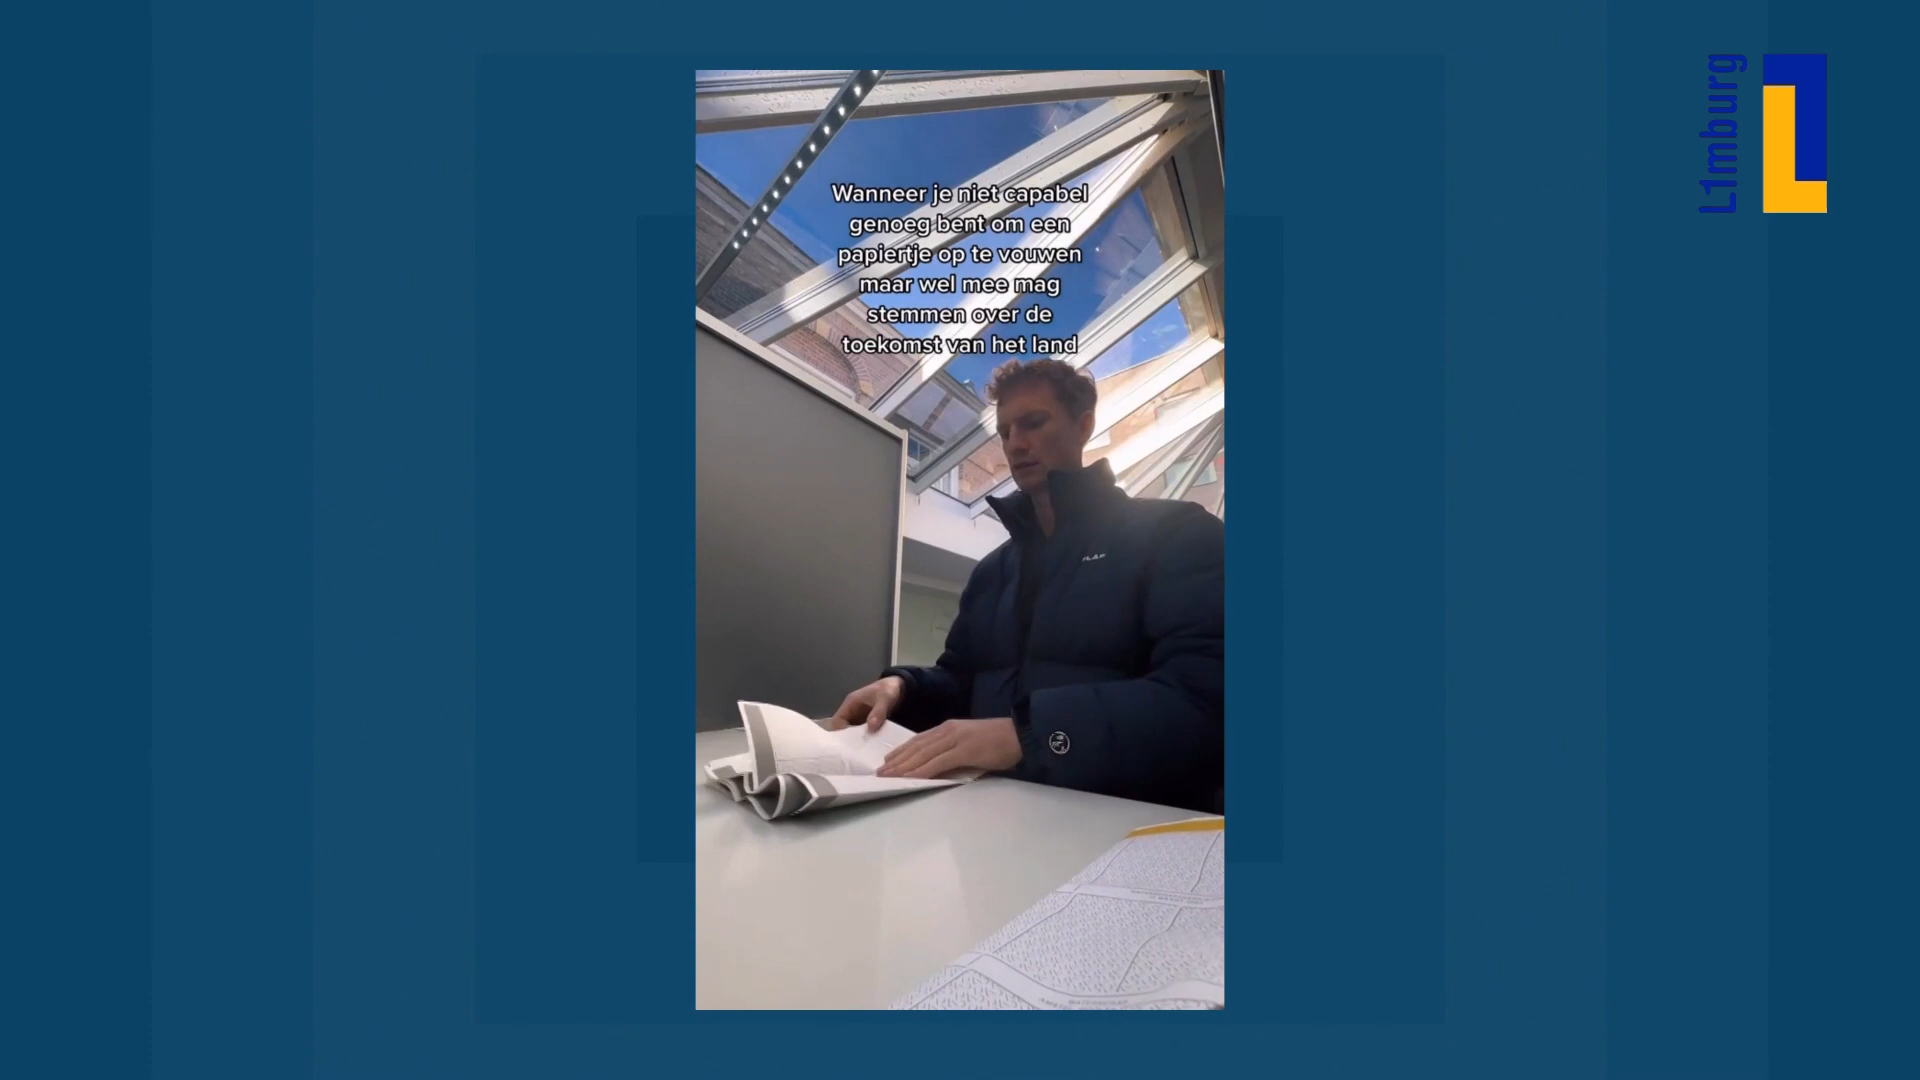 Wanneer je niet capabel
genoeg bent om een
papiertje op te vouwen
maar wel mee mag
stemmen over de
toekomst van het land
L1mburg